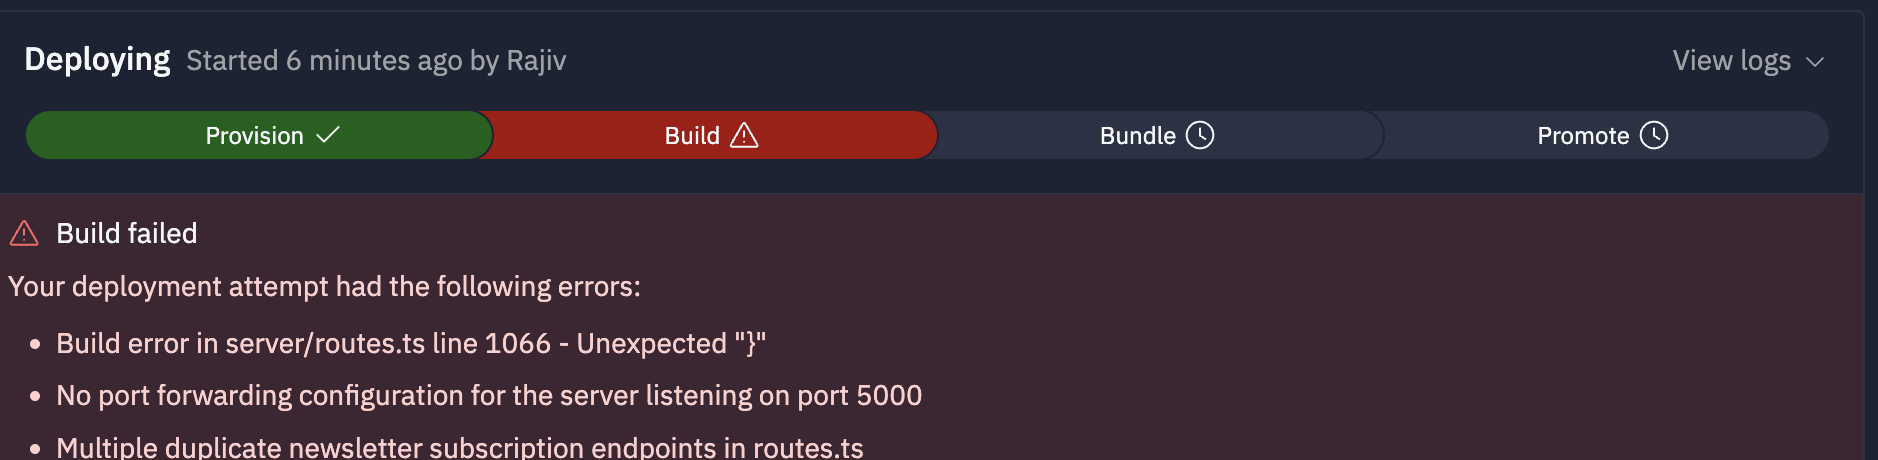 Deploying Started 6 minutes ago by Rajiv View logs
Provision Build Bundle Promote
Build failed
Your deployment attempt had the following errors:
• Build error in server/routes.ts line 1066 - Unexpected "}"
• No port forwarding configuration for the server listening on port 5000
• Multiple duplicate newsletter subscription endpoints in routes.ts